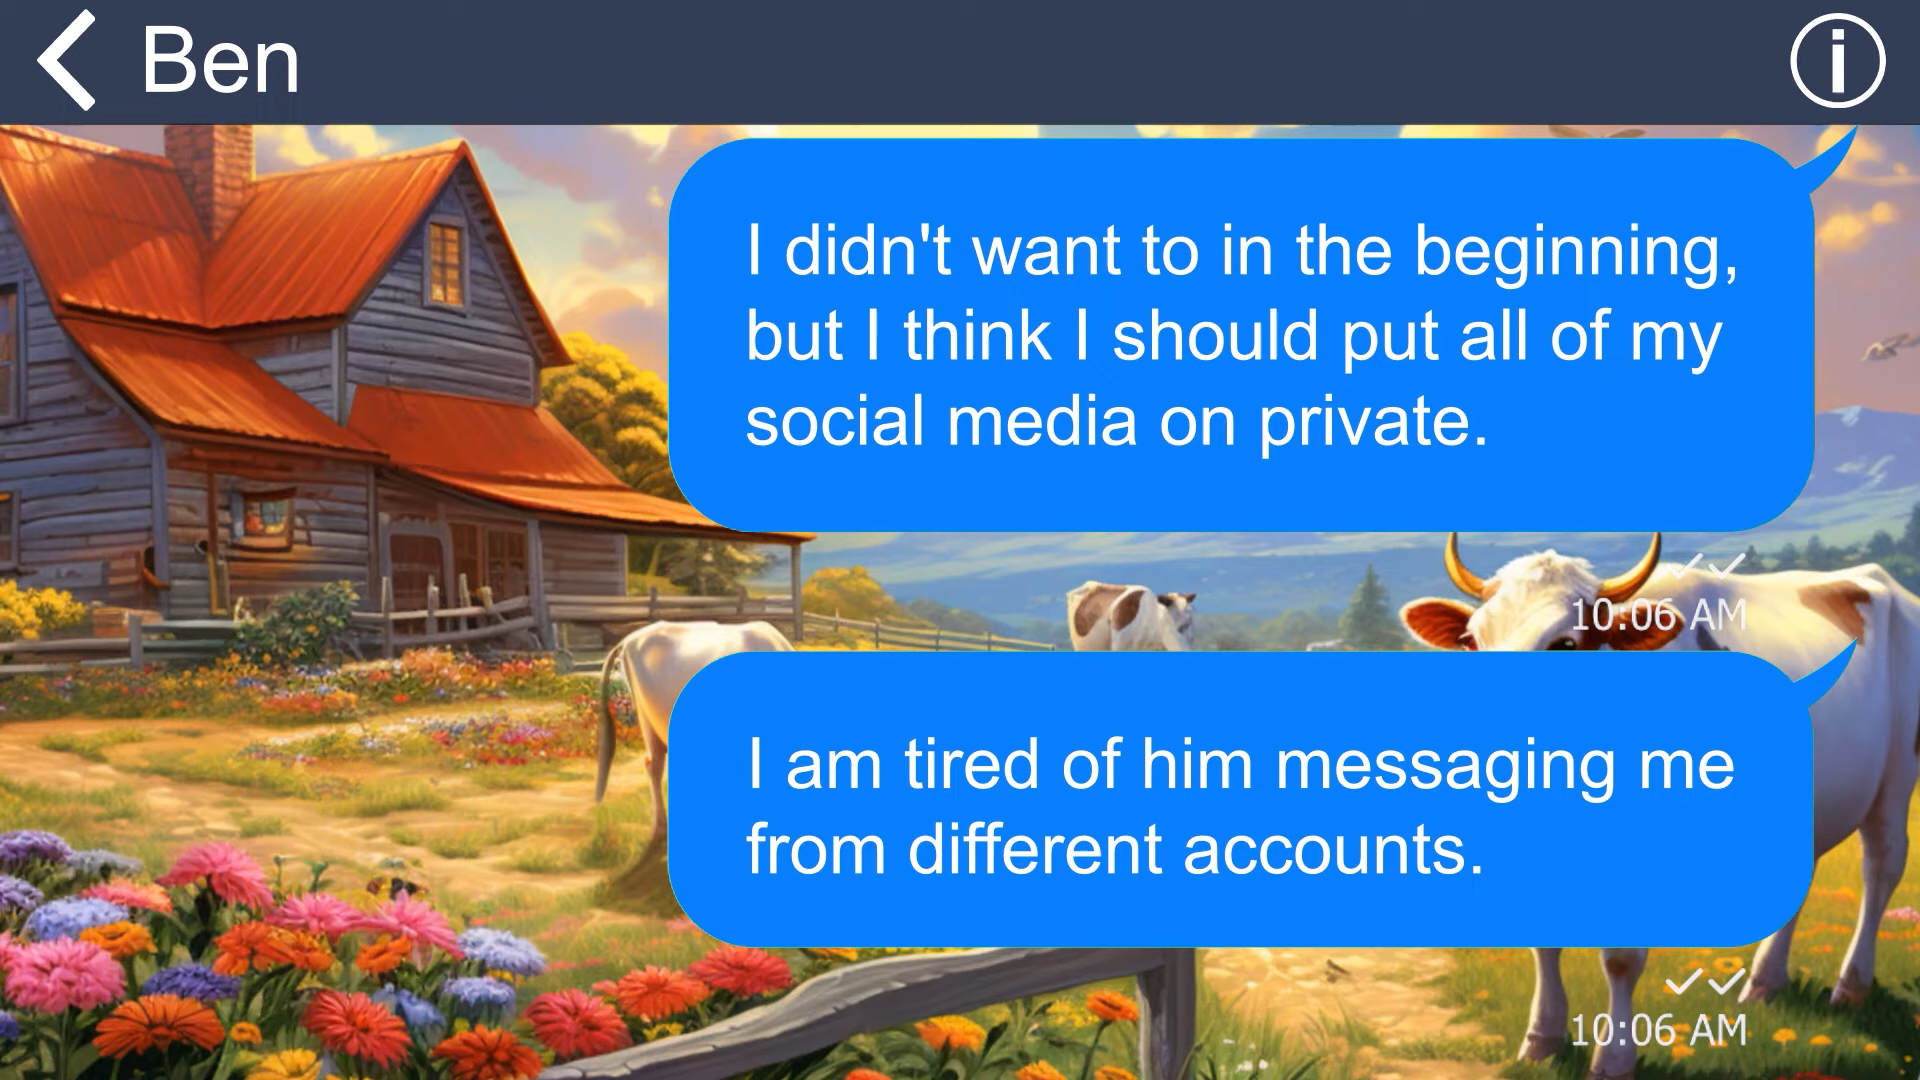 Ben
I didn't want to in the beginning,
but I think I should put all of my
social media on private.
10:06 AM
I am tired of him messaging me
from different accounts.
10:06 AM